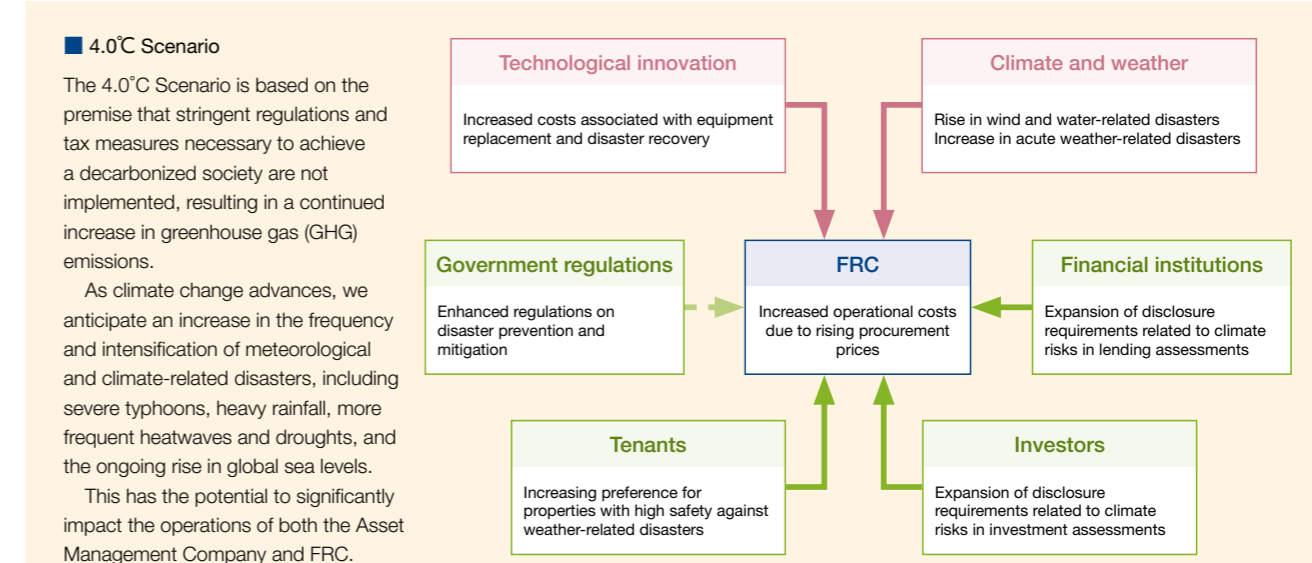 ■ 4.0℃ Scenario
The 4.0˚C Scenario is based on the
premise that stringent regulations and
tax measures necessary to achieve
a decarbonized society are not
implemented, resulting in a continued
increase in greenhouse gas (GHG)
emissions.
As climate change advances, we
anticipate an increase in the frequency
and intensification of meteorological
and climate-related disasters, including
severe typhoons, heavy rainfall, more
frequent heatwaves and droughts, and
the ongoing rise in global sea levels.
This has the potential to significantly
impact the operations of both the Asset
Management Company and FRC.
Technological innovation
Increased costs associated with equipment
replacement and disaster recovery
Climate and weather
Rise in wind and water-related disasters
Increase in acute weather-related disasters
Government regulations
Enhanced regulations on
disaster prevention and
mitigation
FRC
Increased operational costs
due to rising procurement
prices
Financial institutions
Expansion of disclosure
requirements related to climate
risks in lending assessments
Tenants
Increasing preference for
properties with high safety against
weather-related disasters
Investors
Expansion of disclosure
requirements related to climate
risks in investment assessments